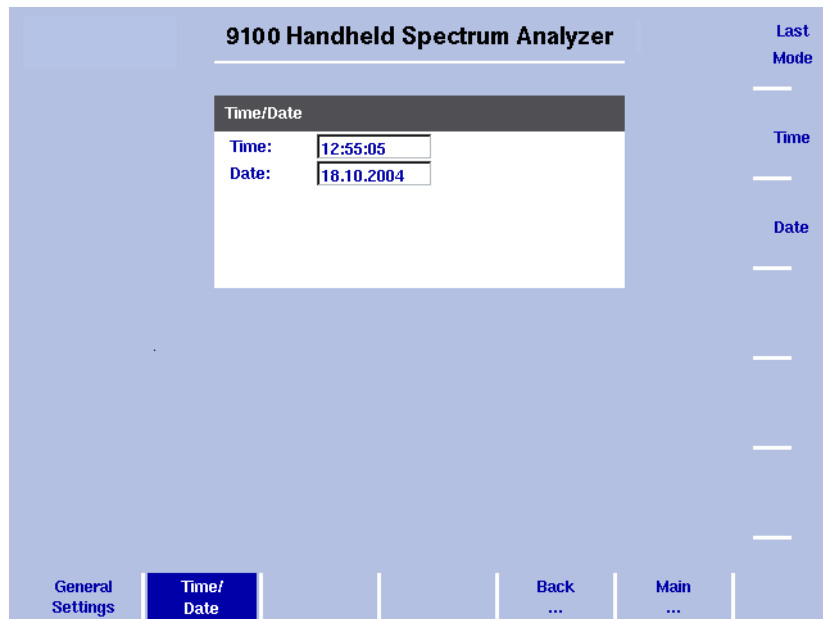 9100 Handheld Spectrum Analyzer
Last
Mode
Time/Date
Time: 12:55:05
Date: 18.10.2004
Time
Date
General
Settings
Time/
Date
Back
...
Main
...